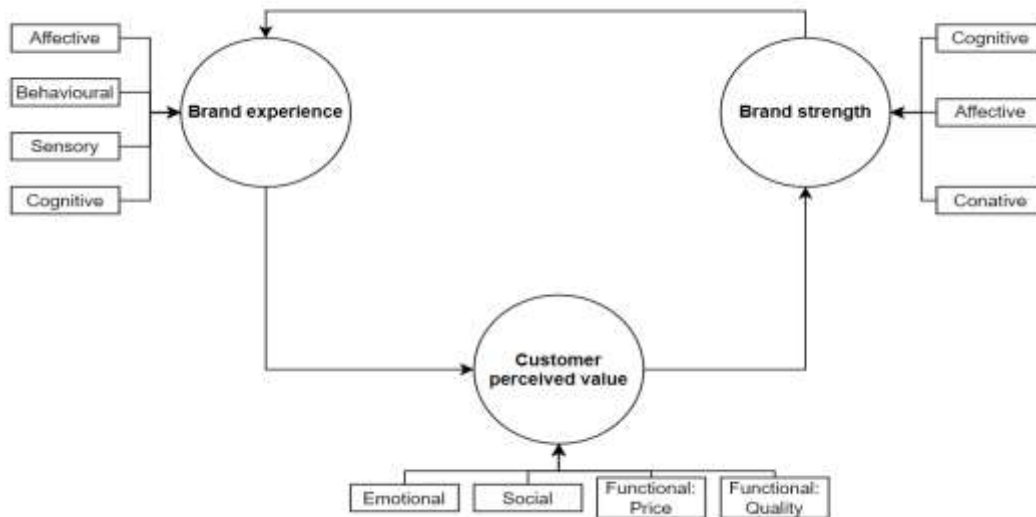 Affective
Behavioural
Sensory
Cognitive
Brand experience
Brand strength
Cognitive
Affective
Conative
Customer
perceived value
Emotional
Social
Functional:
Price
Functional:
Quality